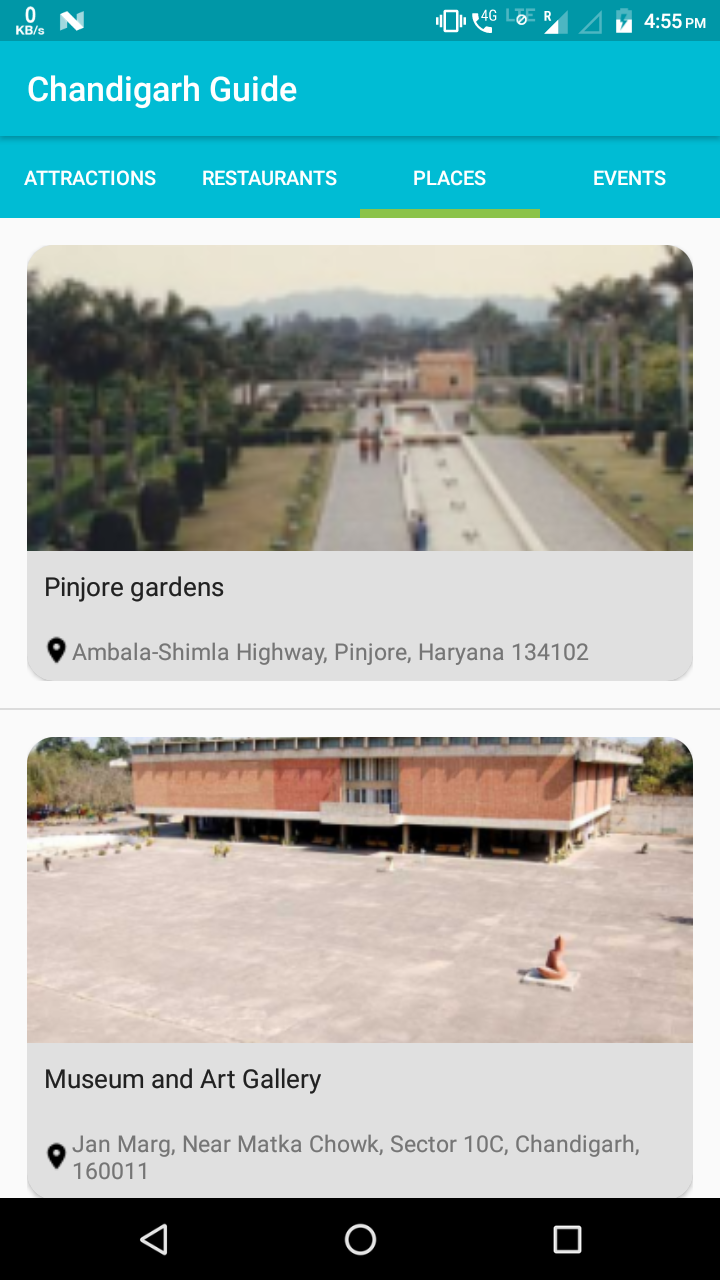 0
KB/s
4G
LTE
R
4:55 PM
Chandigarh Guide
ATTRACTIONS
RESTAURANTS
PLACES
EVENTS
Pinjore gardens
Ambala-Shimla Highway, Pinjore, Haryana 134102
Museum and Art Gallery
Jan Marg, Near Matka Chowk, Sector 10C, Chandigarh,
160011